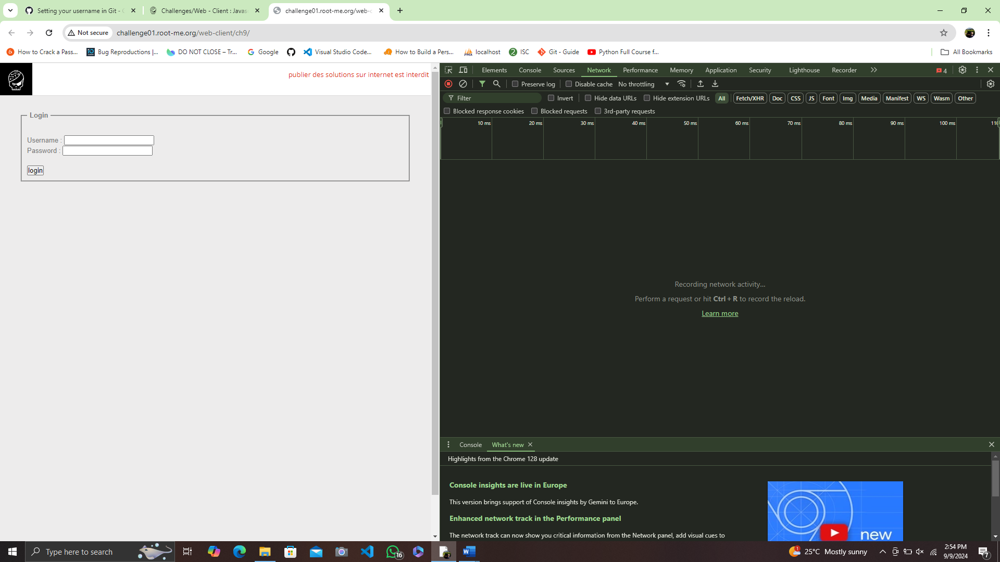 Setting your username in Git -
Challenges/Web - Client : Javas
challenge01.root-me.org/web-c
Not secure
challenge01.root-me.org/web-client/ch9/
How to Crack a Pass...
Bug Reproductions |...
DO NOT CLOSE – Tr...
Google
Visual Studio Code...
How to Build a Pers...
localhost
ISC
Git - Guide
Python Full Course f...
All Bookmarks
publier des solutions sur internet est interdit
Login
Username :
Password :
login
Elements
Console
Sources
Network
Performance
Memory
Application
Security
Lighthouse
Recorder
4
Preserve log
Disable cache
No throttling
Filter
Invert
Hide data URLs
Hide extension URLs
All
Fetch/XHR
Doc
CSS
JS
Font
Img
Media
Manifest
WS
Wasm
Other
Blocked response cookies
Blocked requests
3rd-party requests
10 ms
20 ms
30 ms
40 ms
50 ms
60 ms
70 ms
80 ms
90 ms
100 ms
Recording network activity...
Perform a request or hit Ctrl + R to record the reload.
Learn more
Console
What's new
Highlights from the Chrome 128 update
Console insights are live in Europe
This version brings support of Console insights by Gemini to Europe.
Enhanced network track in the Performance panel
The network track can now show you critical information from the Network panel, add visual cues to
new
Type here to search
16
1
25°C Mostly sunny
2:54 PM
9/9/2024
7